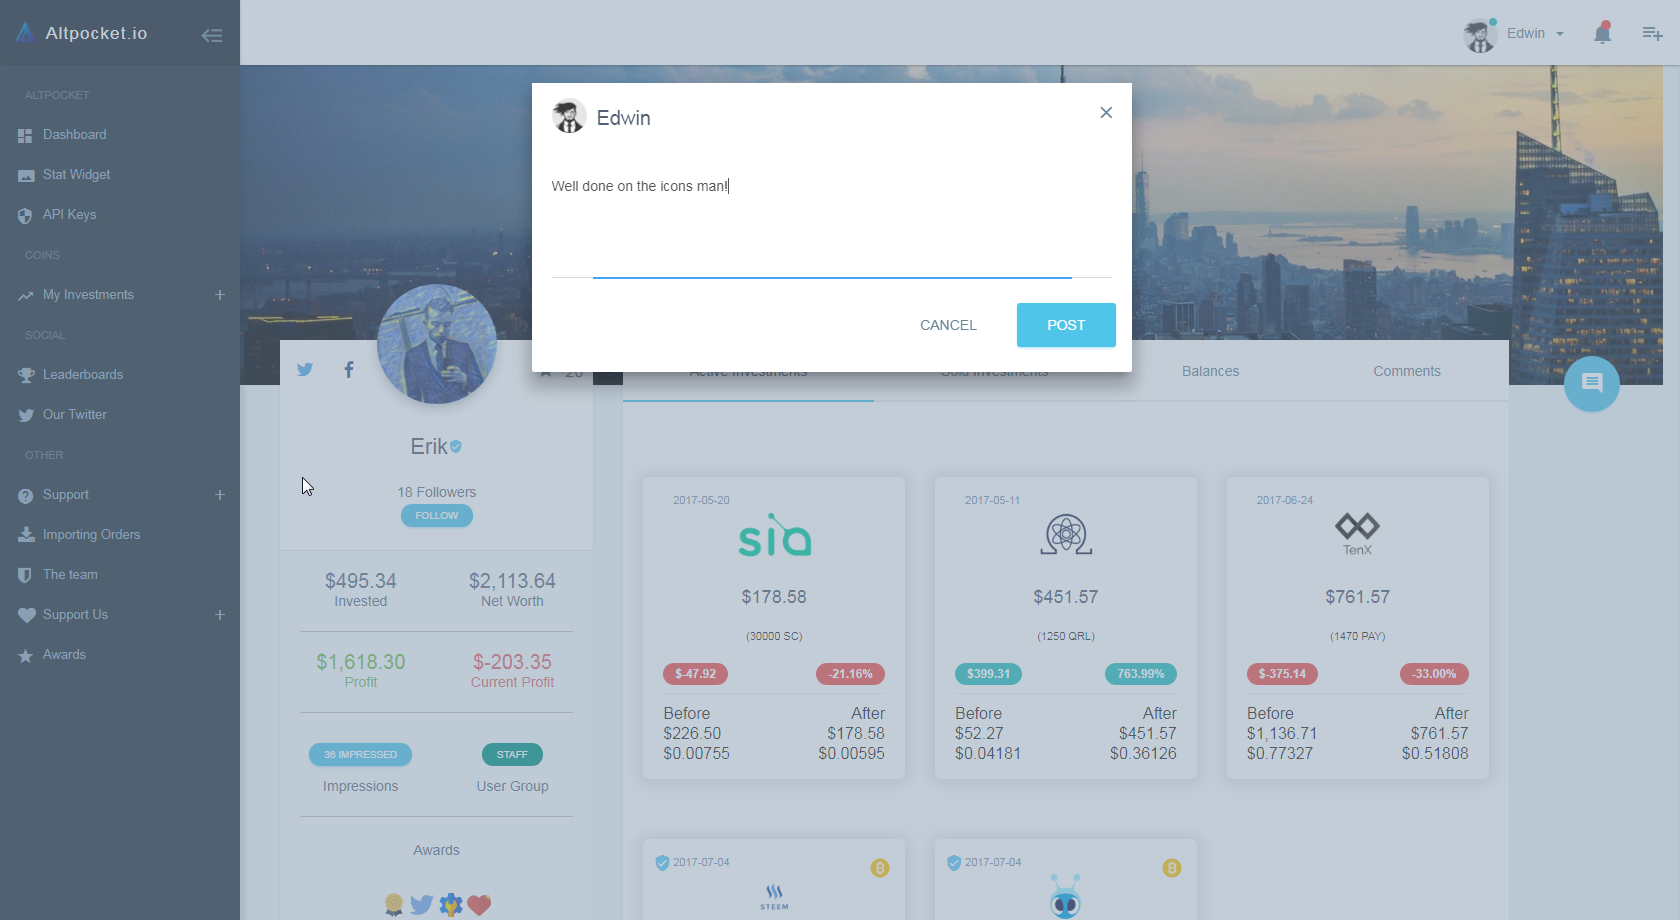 Altpocket.io
Edwin
ALTPOCKET
Dashboard
Stat Widget
API Keys
COINS
My Investments
SOCIAL
Leaderboards
Our Twitter
OTHER
Support
Importing Orders
The team
Support Us
Awards
Edwin
Well done on the icons man!
CANCEL
POST
Active Investments
Sold Investments
Balances
Comments
Erik
18 Followers
FOLLOW
$495.34
Invested
$2,113.64
Net Worth
$1,618.30
Profit
$-203.35
Current Profit
36 IMPRESSED
Impressions
STAFF
User Group
Awards
2017-05-20
sia
$178.58
(30000 SC)
$-47.92
-21.16%
Before
After
$226.50
$178.58
$0.00755
$0.00595
2017-05-11
$451.57
(1250 QRL)
$399.31
763.99%
Before
After
$52.27
$451.57
$0.04181
$0.36126
2017-06-24
TenX
$761.57
(1470 PAY)
$-375.14
-33.00%
Before
After
$1,136.71
$761.57
$0.77327
$0.51808
2017-07-04
STEEM
2017-07-04